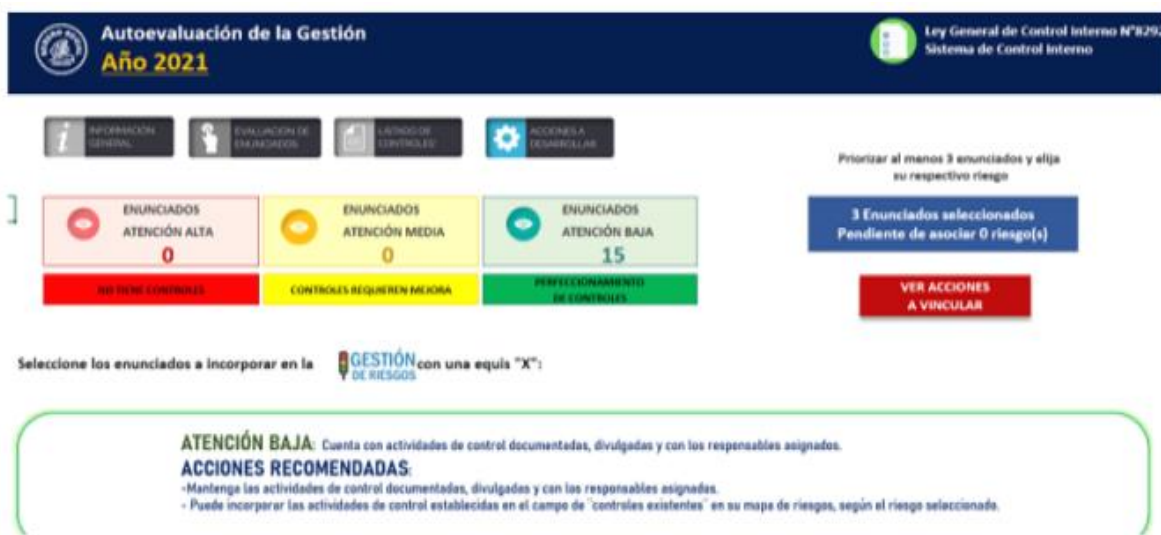 Autoevaluación de la Gestión
Año 2021
Ley General de Control Interno N°8292
Sistema de Control Interno
INFORMACIÓN
GENERAL
EVALUACIÓN DE
ENUNCIADOS
LISTADO DE
CONTROLES
ACCIONES A
DESARROLLAR
Priorizar al menos 3 enunciados y elija
su respectivo riesgo
ENUNCIADOS
ATENCIÓN ALTA
0
ENUNCIADOS
ATENCIÓN MEDIA
0
ENUNCIADOS
ATENCIÓN BAJA
15
3 Enunciados seleccionados
Pendiente de asociar 0 riesgo(s)
NO TIENE CONTROLES
CONTROLES REQUIEREN MEJORA
PERFECCIONAMIENTO
DE CONTROLES
VER ACCIONES
A VINCULAR
Seleccione los enunciados a incorporar en la GESTIÓN DE RIESGOS con una equis "X":
ATENCIÓN BAJA: Cuenta con actividades de control documentadas, divulgadas y con los responsables asignados.
ACCIONES RECOMENDADAS:
-Mantenga las actividades de control documentadas, divulgadas y con los responsables asignados.
- Puede incorporar las actividades de control establecidas en el campo de ¨controles existentes¨ en su mapa de riesgos, según el riesgo seleccionado.